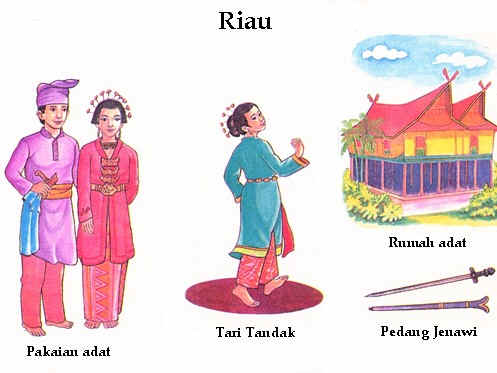 Riau
Rumah adat
Tari Tandak
Pedang Jenawi
Pakaian adat